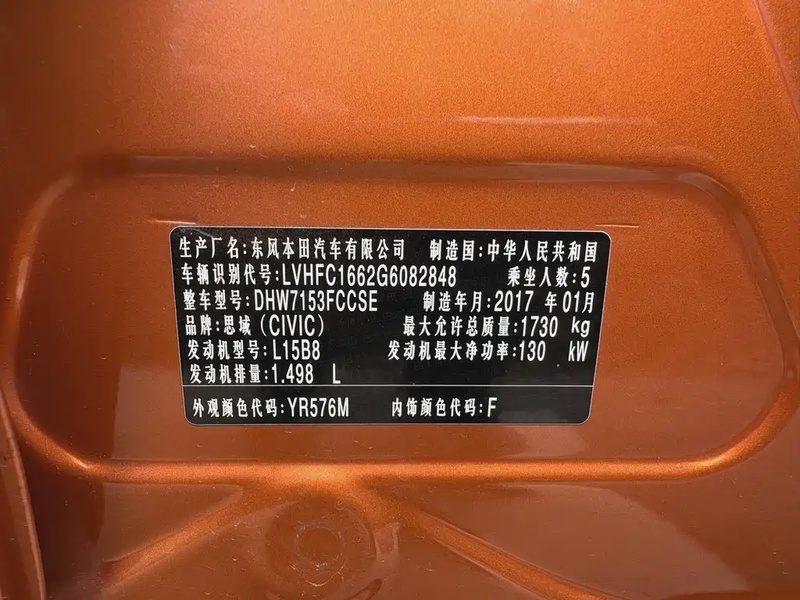 生产厂名:东风本田汽车有限公司 制造国:中华人民共和国
车辆识别代号:LVHFC1662G6082848 乘坐人数:5
整车型号:DHW7153FCCSE 制造年月:2017 年 01月
品牌:思域(CIVIC) 最大允许总质量:1730 kg
发动机型号:L15B8 发动机最大净功率:130 kW
发动机排量:1.498 L
外观颜色代码:YR576M 内饰颜色代码:F